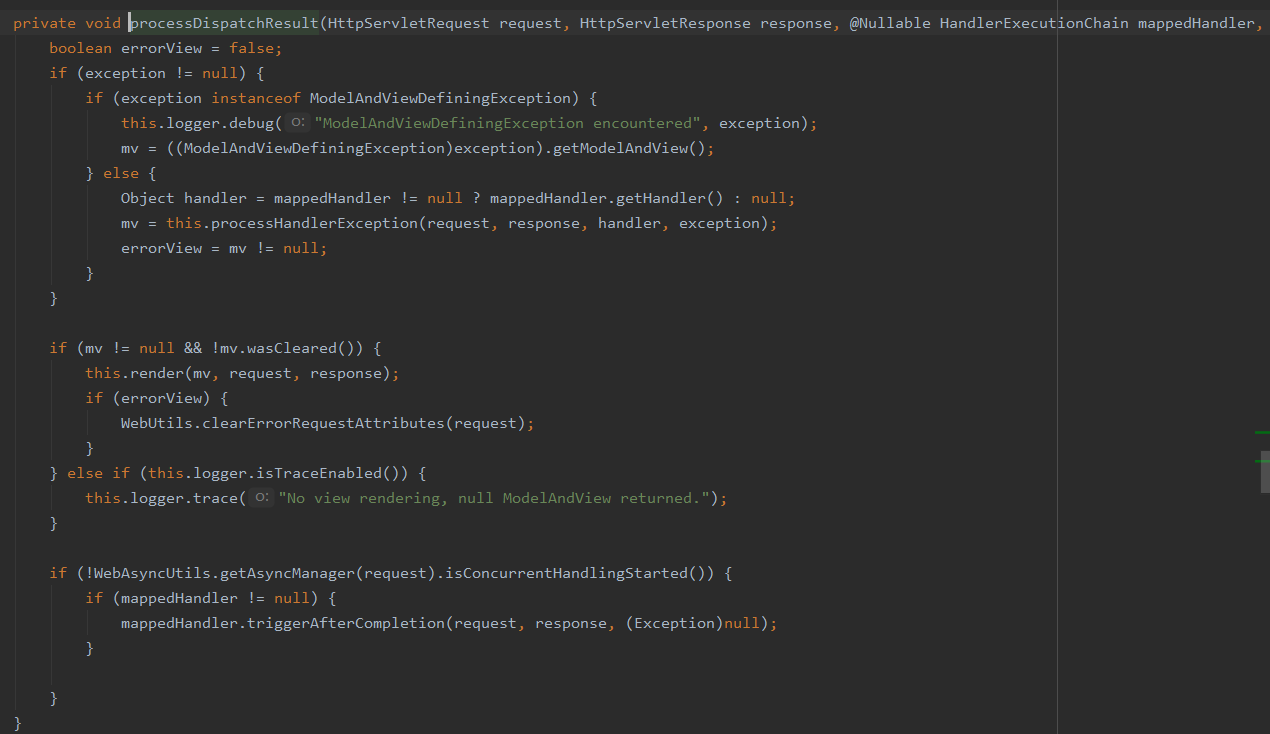 private void processDispatchResult(HttpServletRequest request, HttpServletResponse response, @Nullable HandlerExecutionChain mappedHandler,
    boolean errorView = false;
    if (exception != null) {
        if (exception instanceof ModelAndViewDefiningException) {
            this.logger.debug( o: "ModelAndViewDefiningException encountered", exception);
            mv = ((ModelAndViewDefiningException)exception).getModelAndView();
        } else {
            Object handler = mappedHandler != null ? mappedHandler.getHandler() : null;
            mv = this.processHandlerException(request, response, handler, exception);
            errorView = mv != null;
        }
    }

    if (mv != null && !mv.wasCleared()) {
        this.render(mv, request, response);
        if (errorView) {
            WebUtils.clearErrorRequestAttributes(request);
        }
    } else if (this.logger.isTraceEnabled()) {
        this.logger.trace( o: "No view rendering, null ModelAndView returned.");
    }

    if (!WebAsyncUtils.getAsyncManager(request).isConcurrentHandlingStarted()) {
        if (mappedHandler != null) {
            mappedHandler.triggerAfterCompletion(request, response, (Exception)null);
        }

    }
}